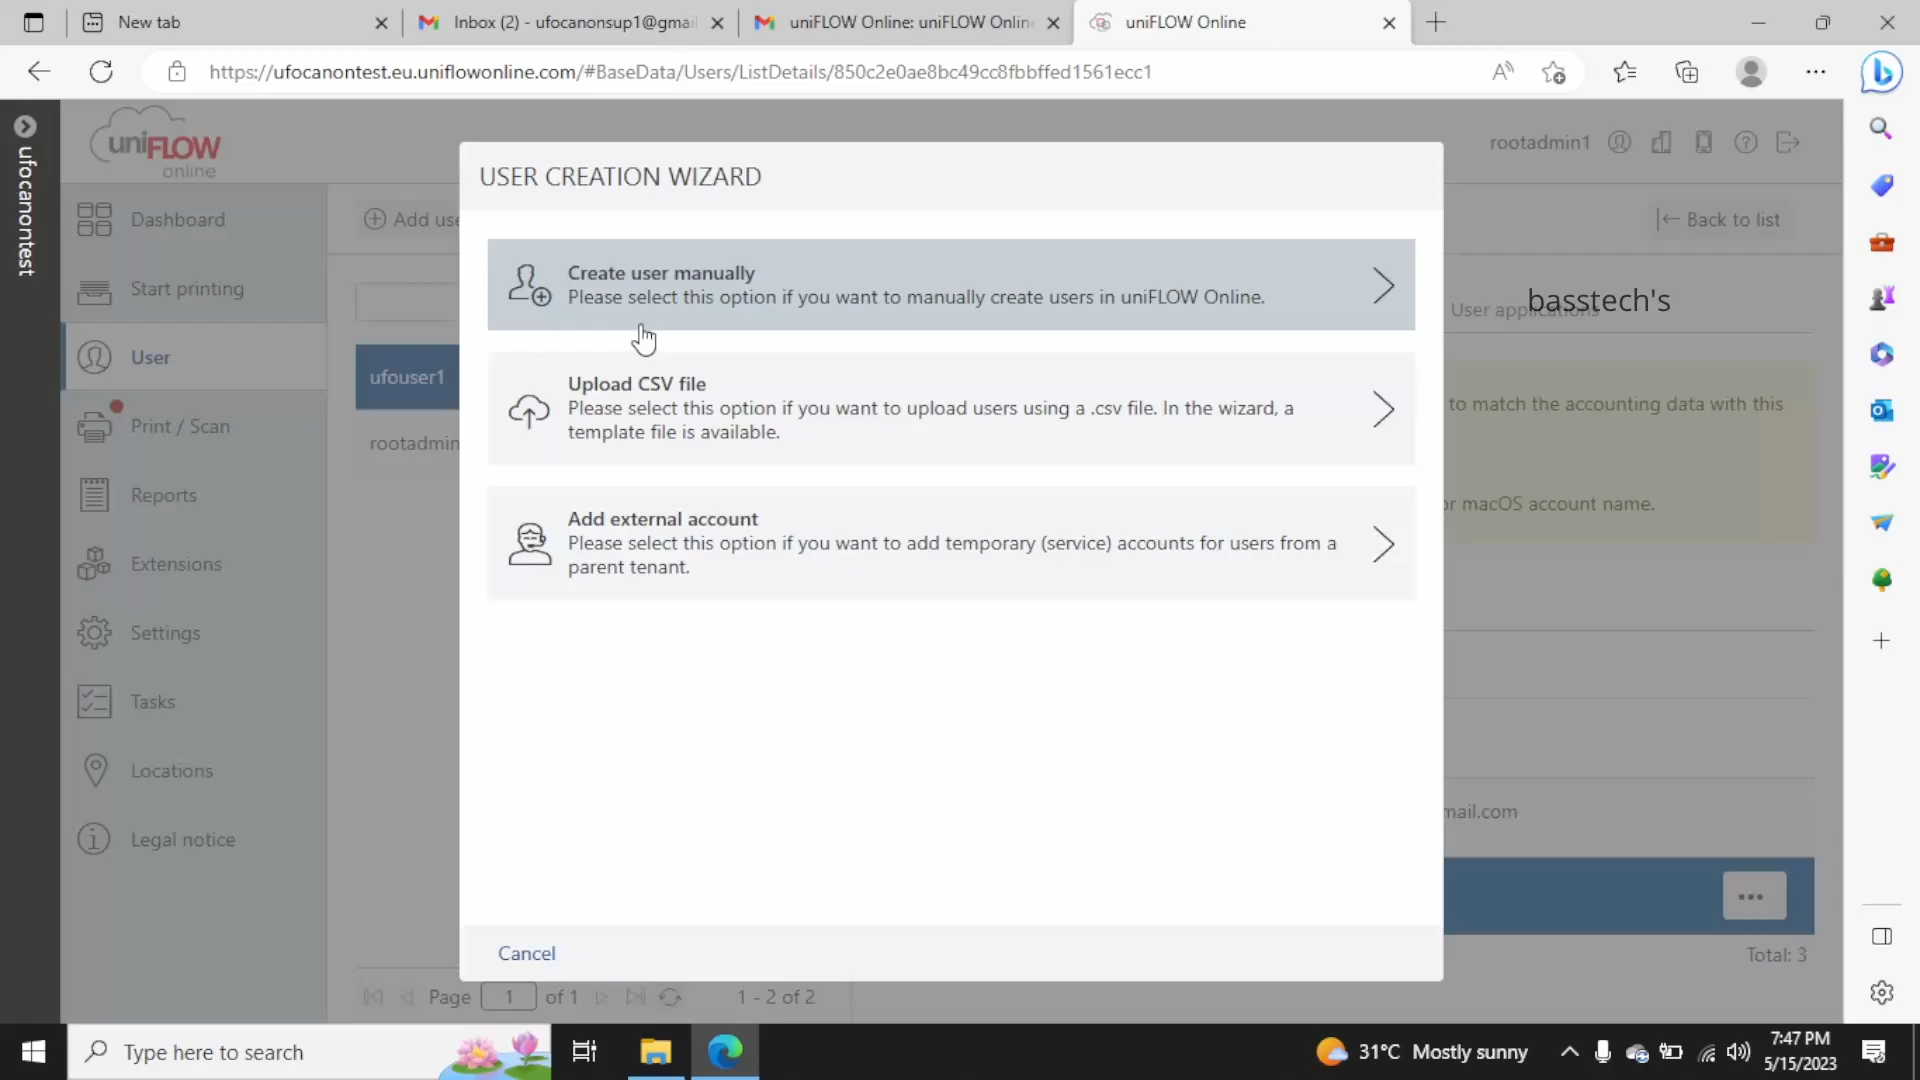 New tab
Inbox (2) - ufocanonsup1@gmai
uniFLOW Online: uniFLOW Onlin
uniFLOW Online
https://ufocanontest.eu.uniflowonline.com/#BaseData/Users/ListDetails/850c2e0ae8bc49cc8fbbffed1561ecc1
ufocanontest
uniFLOW
online
rootadmin1
USER CREATION WIZARD
Dashboard
Add use
Back to list
Create user manually
Please select this option if you want to manually create users in uniFLOW Online.
Start printing
User applications
basstech's
User
ufouser1
Upload CSV file
Please select this option if you want to upload users using a .csv file. In the wizard, a
template file is available.
to match the accounting data with this
Print / Scan
rootadmin
Reports
or macOS account name.
Add external account
Please select this option if you want to add temporary (service) accounts for users from a
parent tenant.
Extensions
Settings
Tasks
Locations
mail.com
Legal notice
Cancel
Total: 3
Page 1 of 1
1 - 2 of 2
Type here to search
31°C Mostly sunny
7:47 PM
5/15/2023